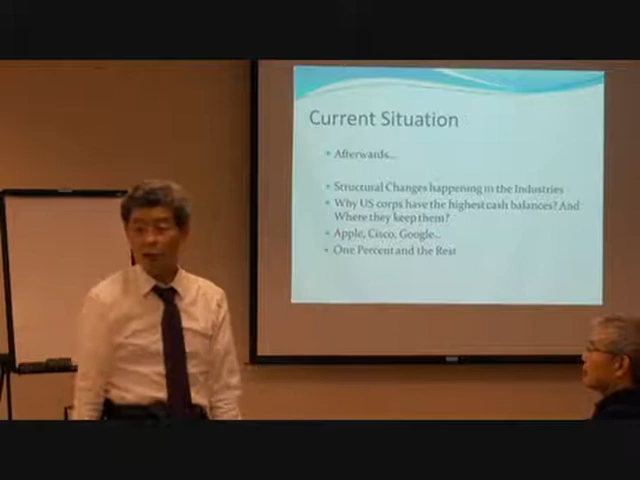 Current Situation
Afterwards...
Structural Changes happening in the Industries
Why US corps have the highest cash balances? And
Where they keep them?
Apple, Cisco, Google...
One Percent and the Rest